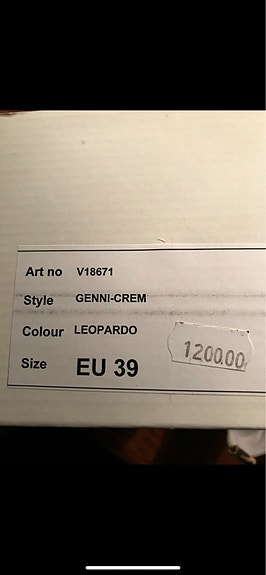 Art no V18671
Style GENNI-CREM
Colour LEOPARDO
1200.00
Size EU 39